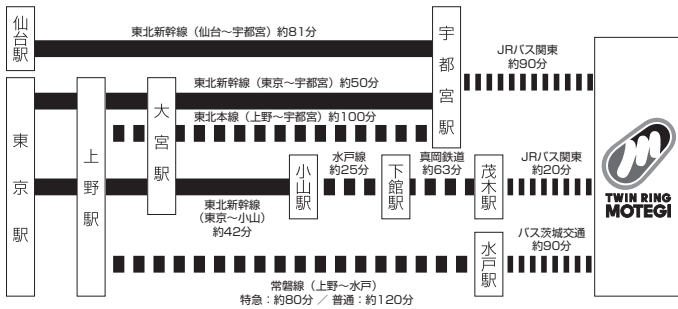 仙台駅
東北新幹線（仙台〜宇都宮）約81分
宇都宮駅
JRバス関東
約90分
東京駅
上野駅
大宮駅
東北新幹線（東京〜宇都宮）約50分
東北本線（上野〜宇都宮）約100分
東北新幹線
（東京〜小山）
約42分
小山駅
水戸線
約25分
下館駅
真岡鉄道
約63分
茂木駅
JRバス関東
約20分
常磐線（上野〜水戸）
特急：約80分 ／ 普通：約120分
水戸駅
バス茨城交通
約90分
TWIN RING
MOTEGI